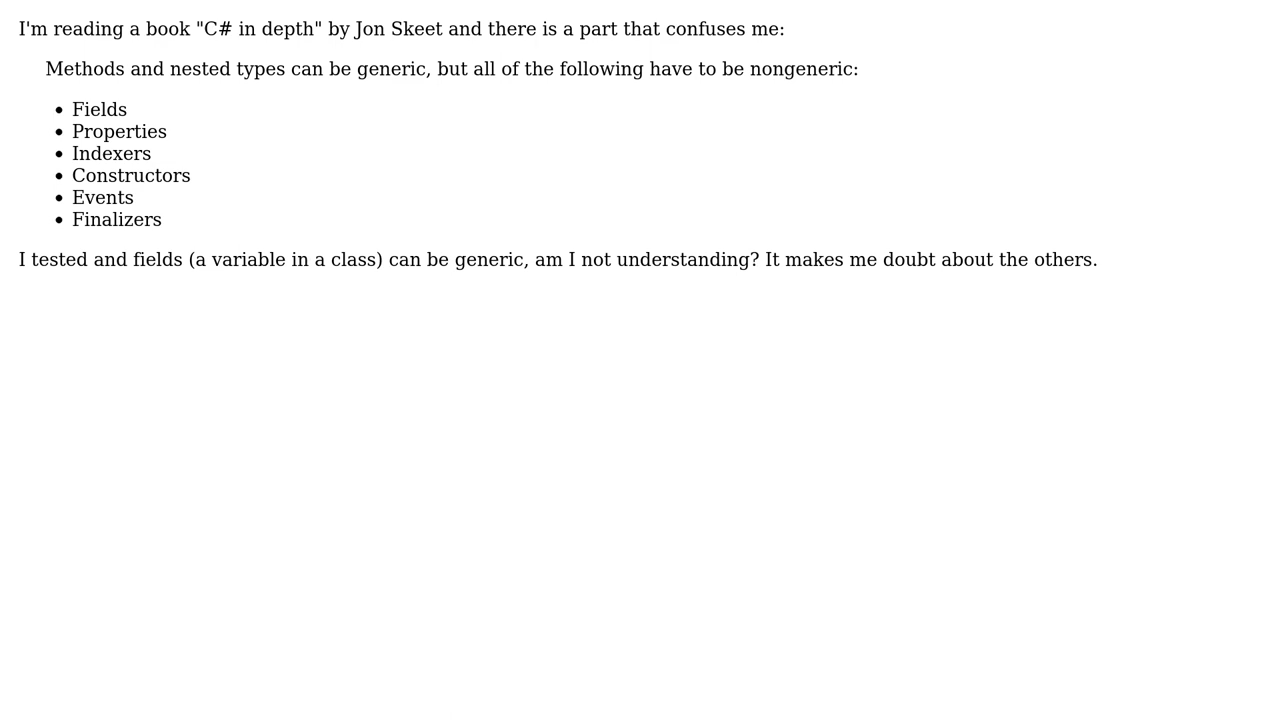 I'm reading a book "C# in depth" by Jon Skeet and there is a part that confuses me:
Methods and nested types can be generic, but all of the following have to be nongeneric:
• Fields
• Properties
• Indexers
• Constructors
• Events
• Finalizers
I tested and fields (a variable in a class) can be generic, am I not understanding? It makes me doubt about the others.